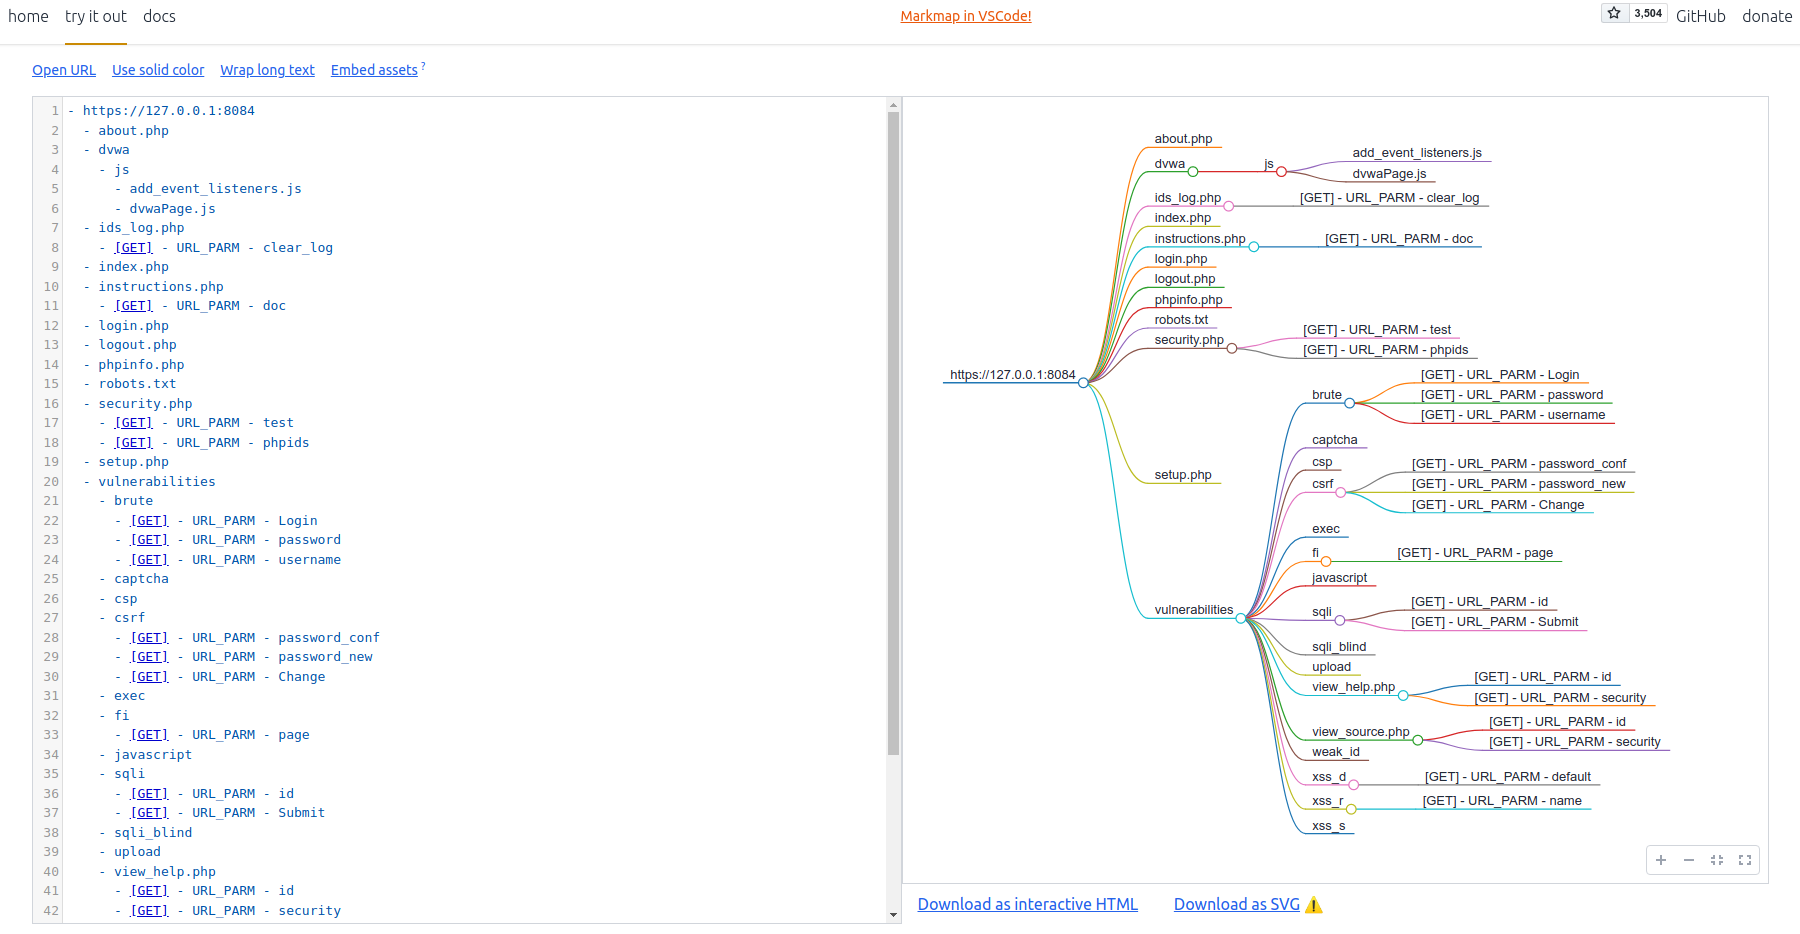 home try it out docs Markmap in VSCode! 3,504 GitHub donate
Open URL Use solid color Wrap long text Embed assets ?
1 - https://127.0.0.1:8084
2 - about.php
3 - dvwa
4 - js
5 - add_event_listeners.js
6 - dvwaPage.js
7 - ids_log.php
8 - [GET] - URL_PARM - clear_log
9 - index.php
10 - instructions.php
11 - [GET] - URL_PARM - doc
12 - login.php
13 - logout.php
14 - phpinfo.php
15 - robots.txt
16 - security.php
17 - [GET] - URL_PARM - test
18 - [GET] - URL_PARM - phpids
19 - setup.php
20 - vulnerabilities
21 - brute
22 - [GET] - URL_PARM - Login
23 - [GET] - URL_PARM - password
24 - [GET] - URL_PARM - username
25 - captcha
26 - csp
27 - csrf
28 - [GET] - URL_PARM - password_conf
29 - [GET] - URL_PARM - password_new
30 - [GET] - URL_PARM - Change
31 - exec
32 - fi
33 - [GET] - URL_PARM - page
34 - javascript
35 - sqli
36 - [GET] - URL_PARM - id
37 - [GET] - URL_PARM - Submit
38 - sqli_blind
39 - upload
40 - view_help.php
41 - [GET] - URL_PARM - id
42 - [GET] - URL_PARM - security
https://127.0.0.1:8084
about.php
dvwa
js
add_event_listeners.js
dvwaPage.js
ids_log.php
[GET] - URL_PARM - clear_log
index.php
instructions.php
[GET] - URL_PARM - doc
login.php
logout.php
phpinfo.php
robots.txt
security.php
[GET] - URL_PARM - test
[GET] - URL_PARM - phpids
setup.php
vulnerabilities
brute
[GET] - URL_PARM - Login
[GET] - URL_PARM - password
[GET] - URL_PARM - username
captcha
csp
csrf
[GET] - URL_PARM - password_conf
[GET] - URL_PARM - password_new
[GET] - URL_PARM - Change
exec
fi
[GET] - URL_PARM - page
javascript
sqli
[GET] - URL_PARM - id
[GET] - URL_PARM - Submit
sqli_blind
upload
view_help.php
[GET] - URL_PARM - id
[GET] - URL_PARM - security
view_source.php
[GET] - URL_PARM - id
[GET] - URL_PARM - security
weak_id
xss_d
[GET] - URL_PARM - default
xss_r
[GET] - URL_PARM - name
xss_s
Download as interactive HTML Download as SVG